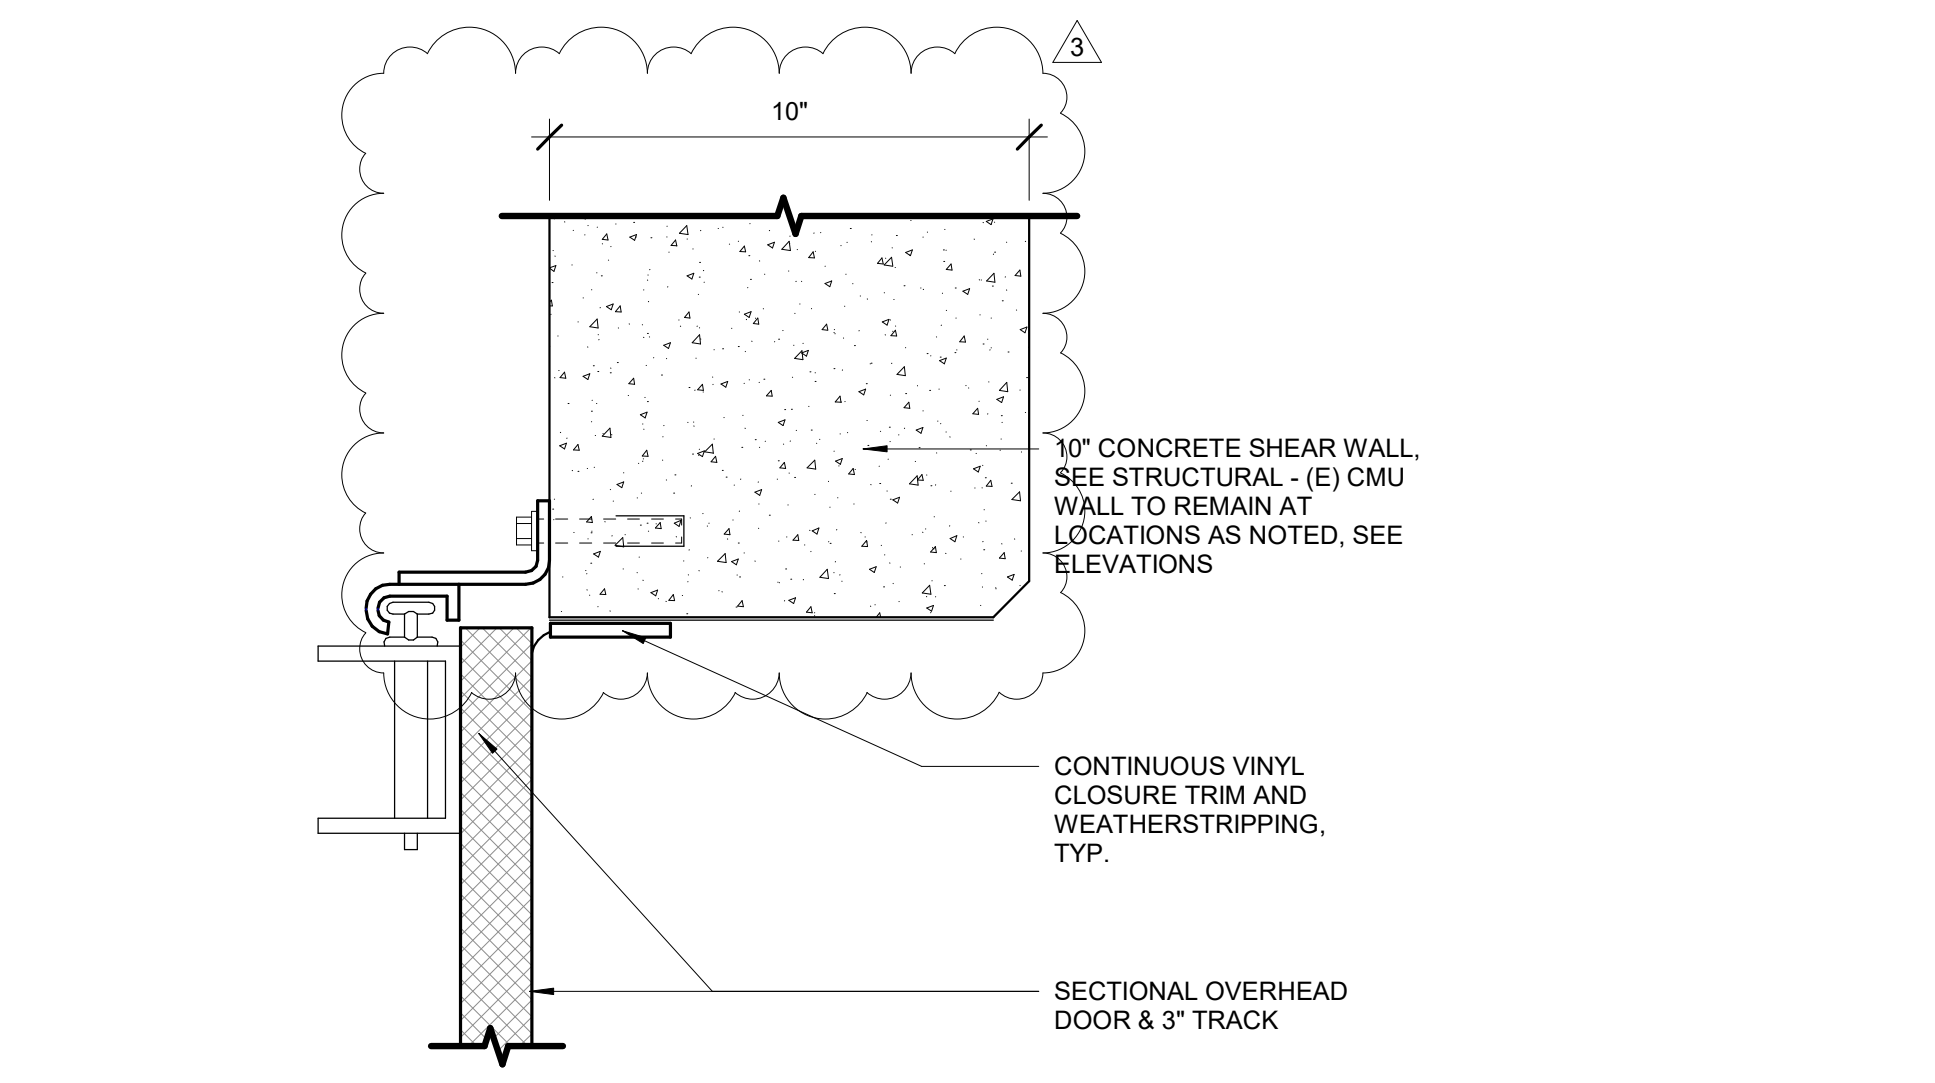 3
10"
10" CONCRETE SHEAR WALL,
SEE STRUCTURAL - (E) CMU
WALL TO REMAIN AT
LOCATIONS AS NOTED, SEE
ELEVATIONS
CONTINUOUS VINYL
CLOSURE TRIM AND
WEATHERSTRIPPING,
TYP.
SECTIONAL OVERHEAD
DOOR & 3" TRACK